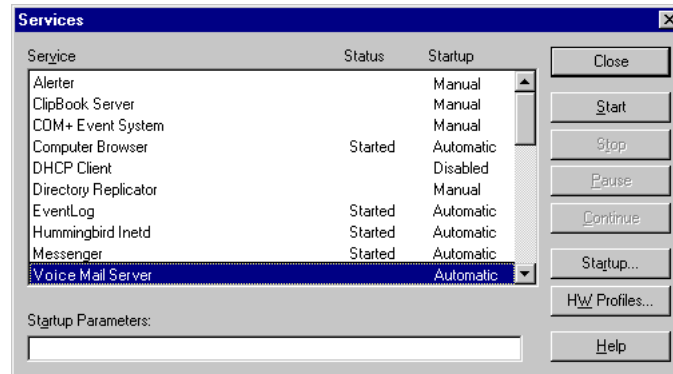 Services
Service Status Startup
Alerter Manual
ClipBook Server Manual
COM+ Event System Manual
Computer Browser Started Automatic
DHCP Client Disabled
Directory Replicator Manual
EventLog Started Automatic
Hummingbird Inetd Started Automatic
Messenger Started Automatic
Voice Mail Server Automatic
Startup Parameters:
Close
Start
Stop
Pause
Continue
Startup...
HW Profiles...
Help